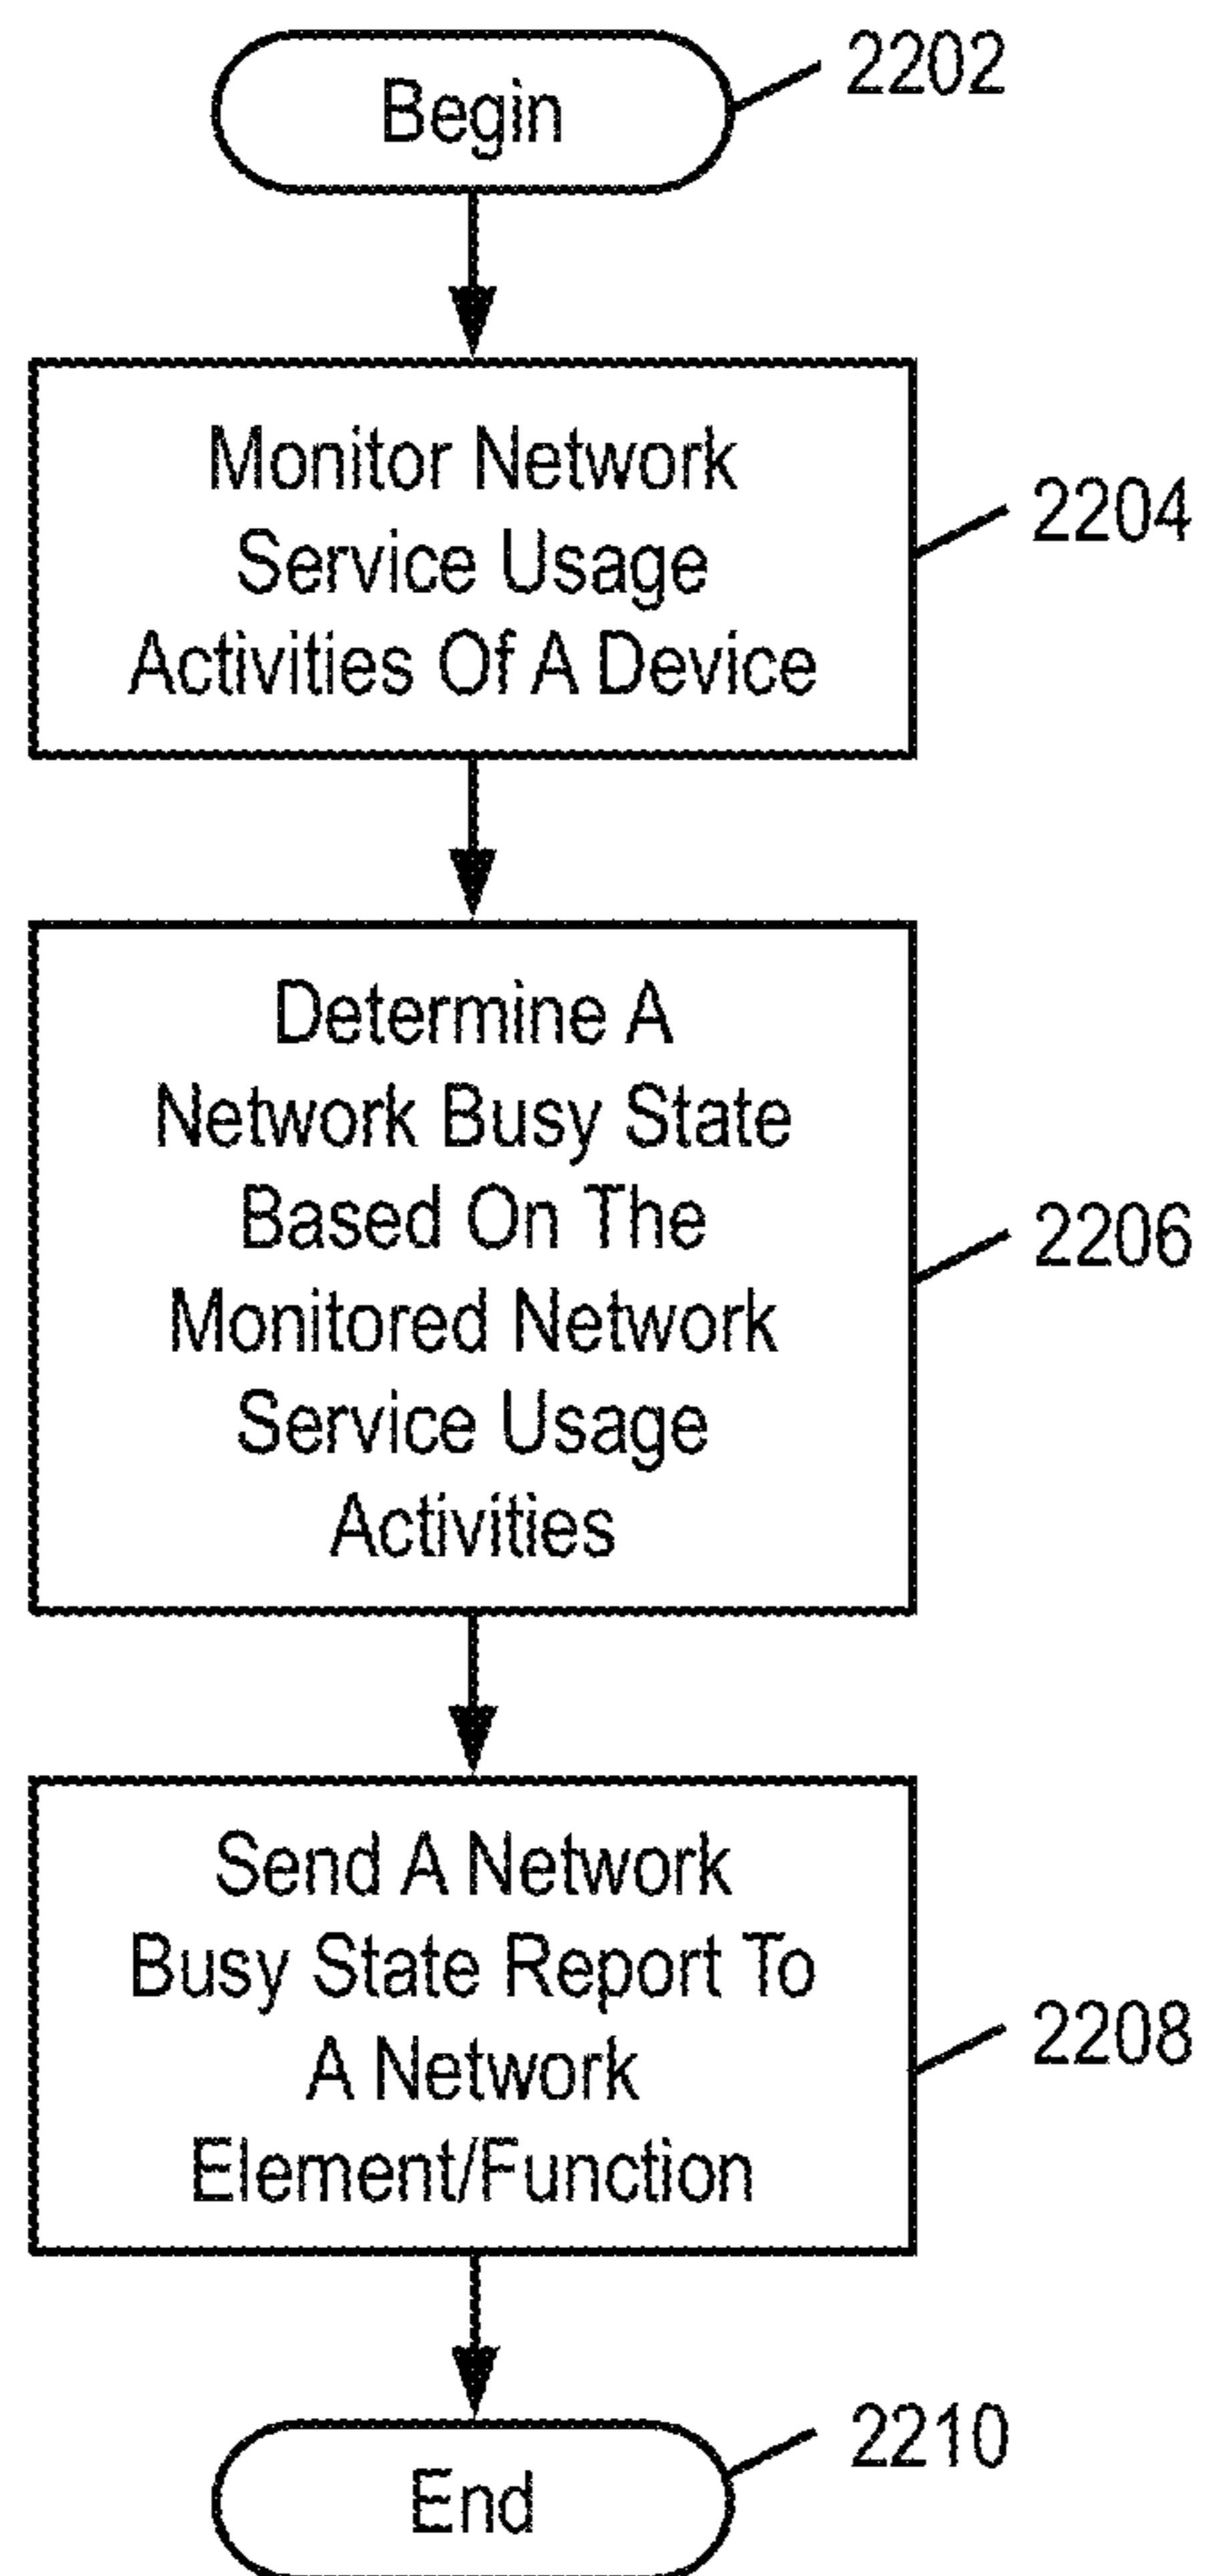 Begin
2202
Monitor Network
Service Usage
Activities Of A Device
2204
Determine A
Network Busy State
Based On The
Monitored Network
Service Usage
Activities
2206
Send A Network
Busy State Report To
A Network
Element/Function
2208
End
2210